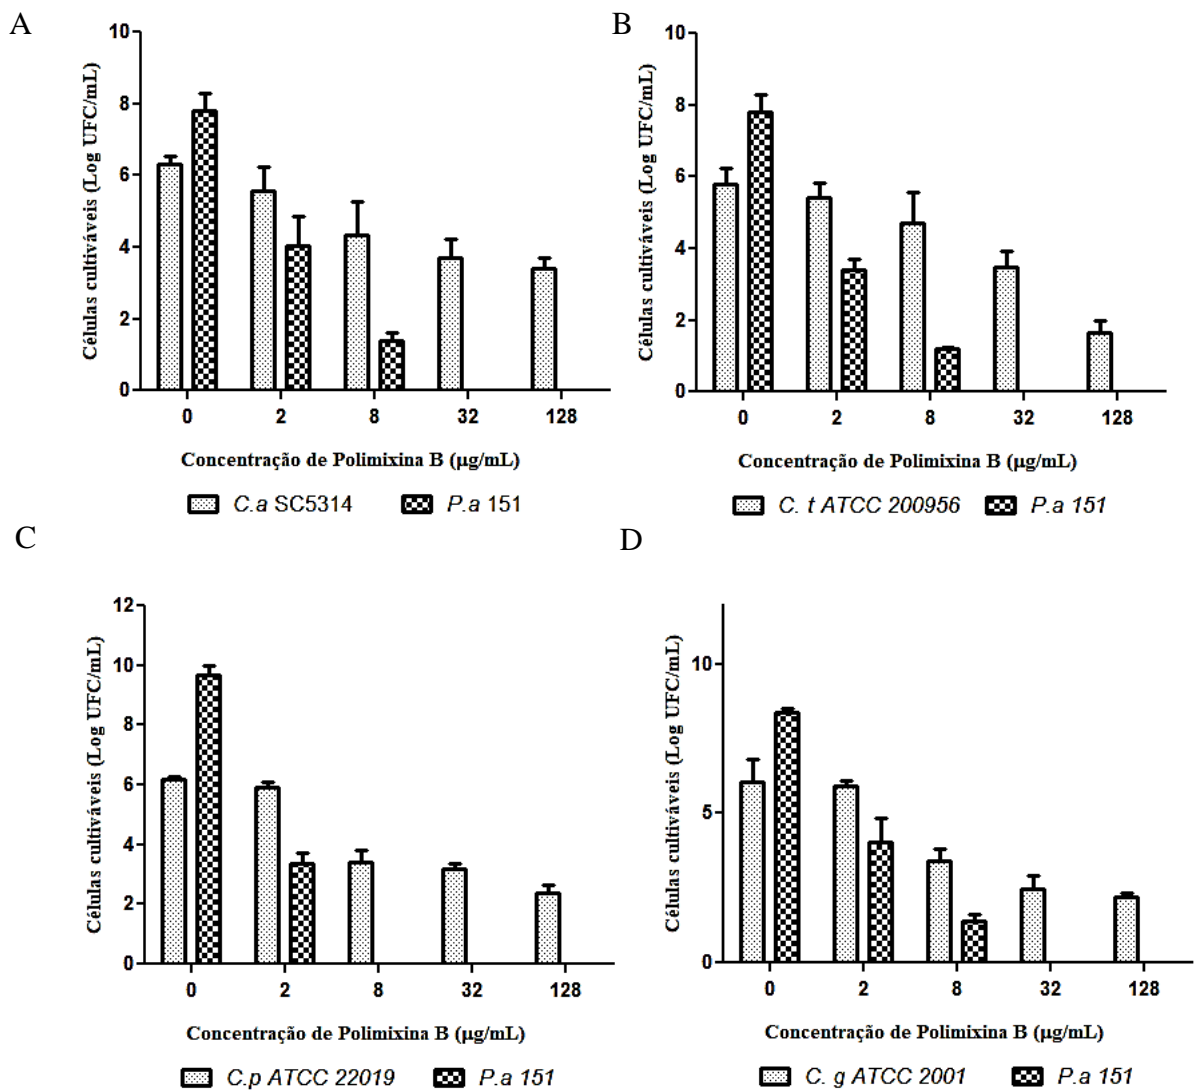 A
B
10
8
6
4
2
0
Células cultiváveis (Log UFC/mL)
0 2 8 32 128
Concentração de Polimixina B (µg/mL)
C.a SC5314 P.a 151
10
8
6
4
2
0
Células cultiváveis (Log UFC/mL)
0 2 8 32 128
Concentração de Polimixina B (µg/mL)
C. t ATCC 200956 P.a 151
C
D
12
10
8
6
4
2
0
Células cultiváveis (Log UFC/mL)
0 2 8 32 128
Concentração de Polimixina B (µg/mL)
C.p ATCC 22019 P.a 151
10
5
0
Células cultiváveis (Log UFC/mL)
0 2 8 32 128
Concentração de Polimixina B (µg/mL)
C. g ATCC 2001 P.a 151